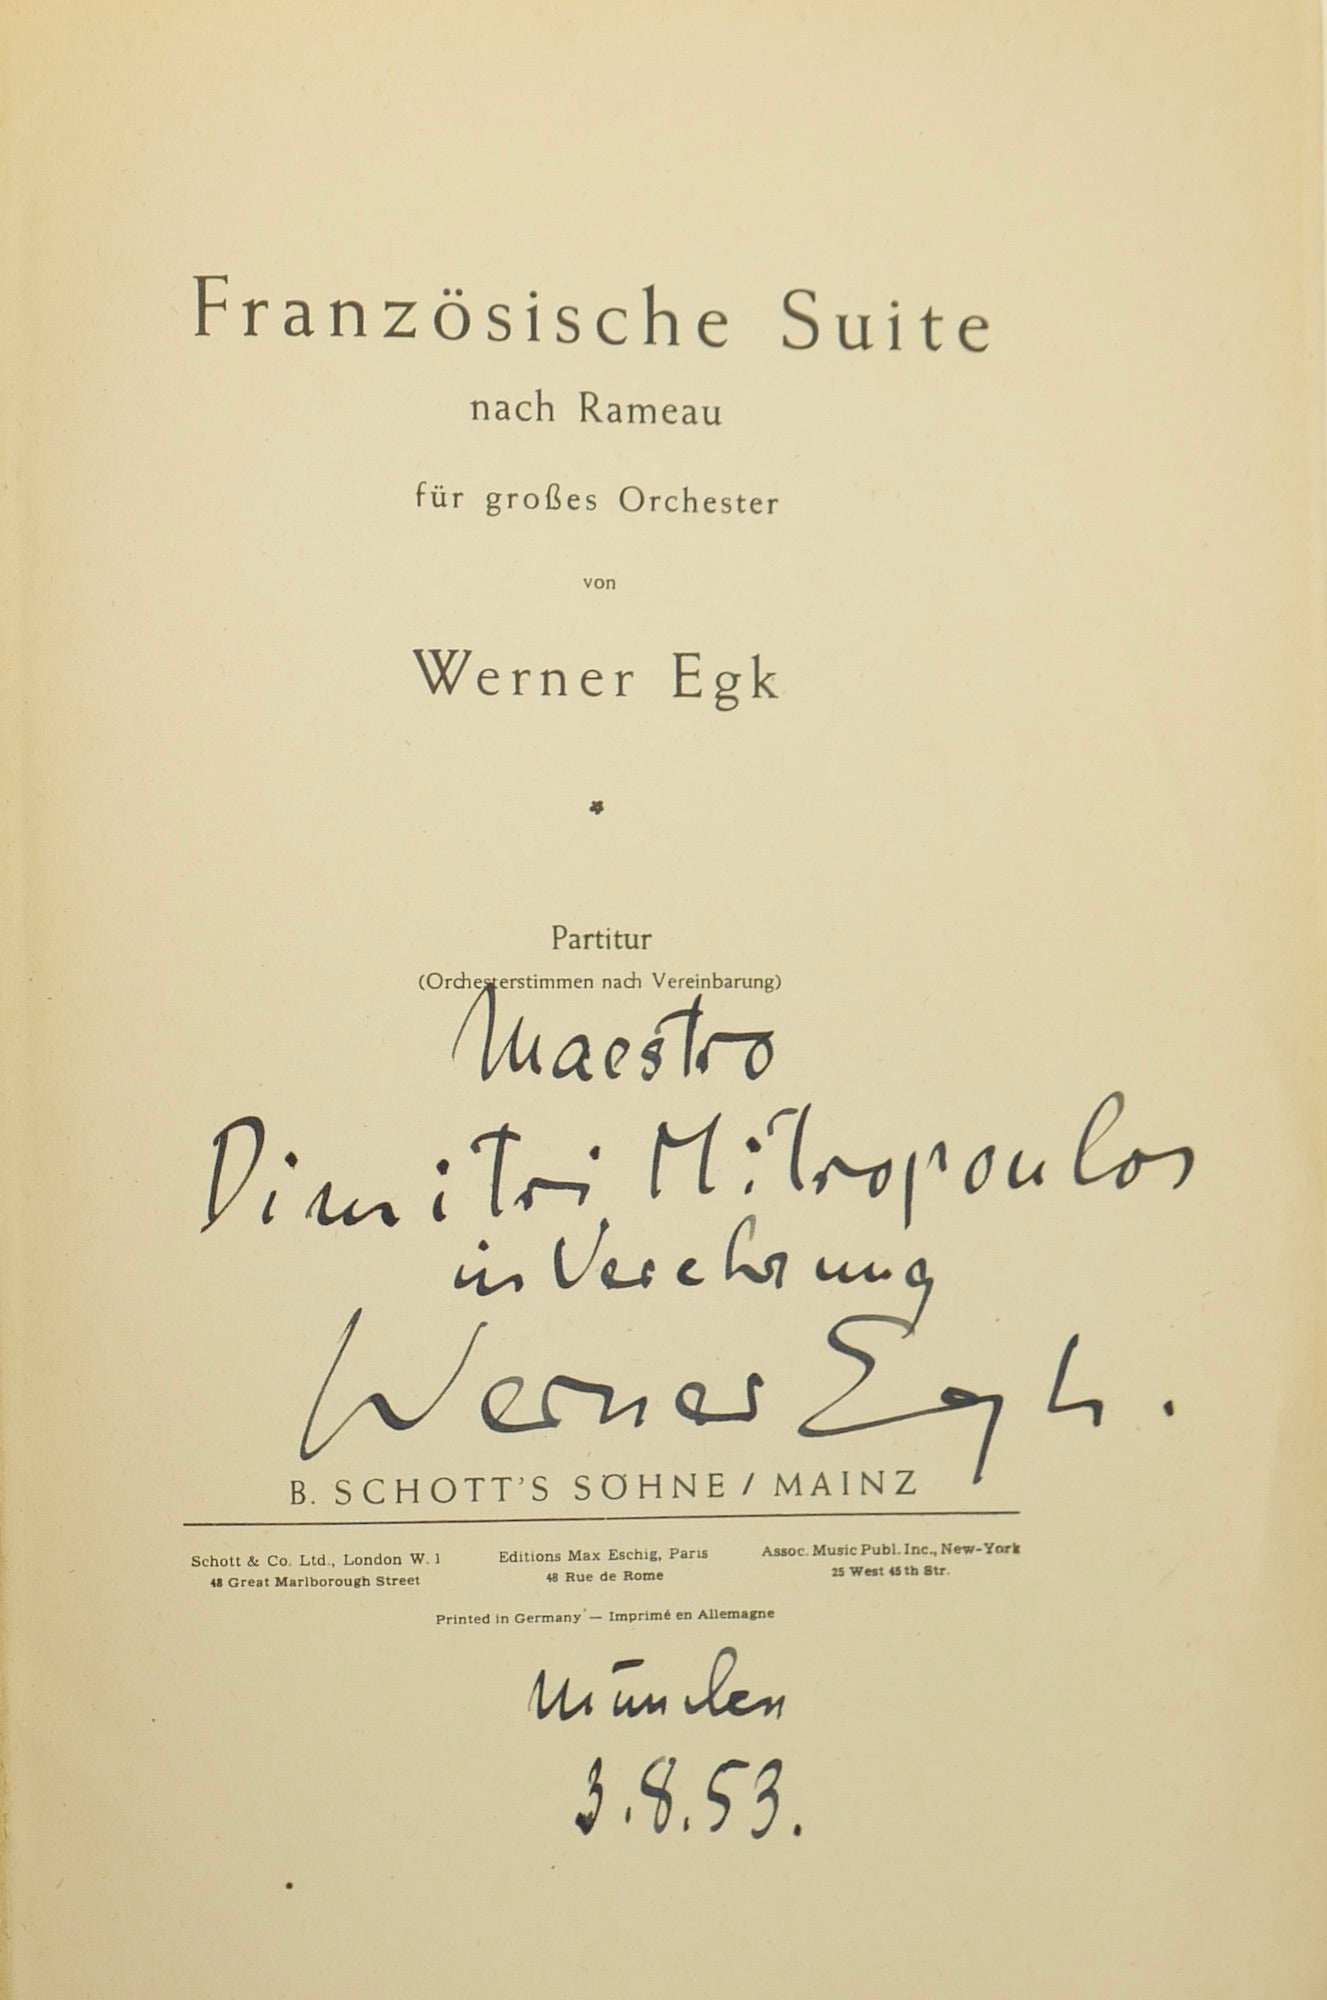 Französische Suite
nach Rameau
für großes Orchester
von
Werner Egk
Partitur
(Orchesterstimmen nach Vereinbarung)
Maestro
Dimitri Mitropoulos
in Verehrung
Werner Egk.
B. SCHOTT'S SÖHNE / MAINZ
Schott & Co. Ltd., London W. 1 Editions Max Eschig, Paris Assoc. Music Publ. Inc., New-York
48 Great Marlborough Street 48 Rue de Rome 25 West 45th Str.
Printed in Germany — Imprimé en Allemagne
München
3.8.53.